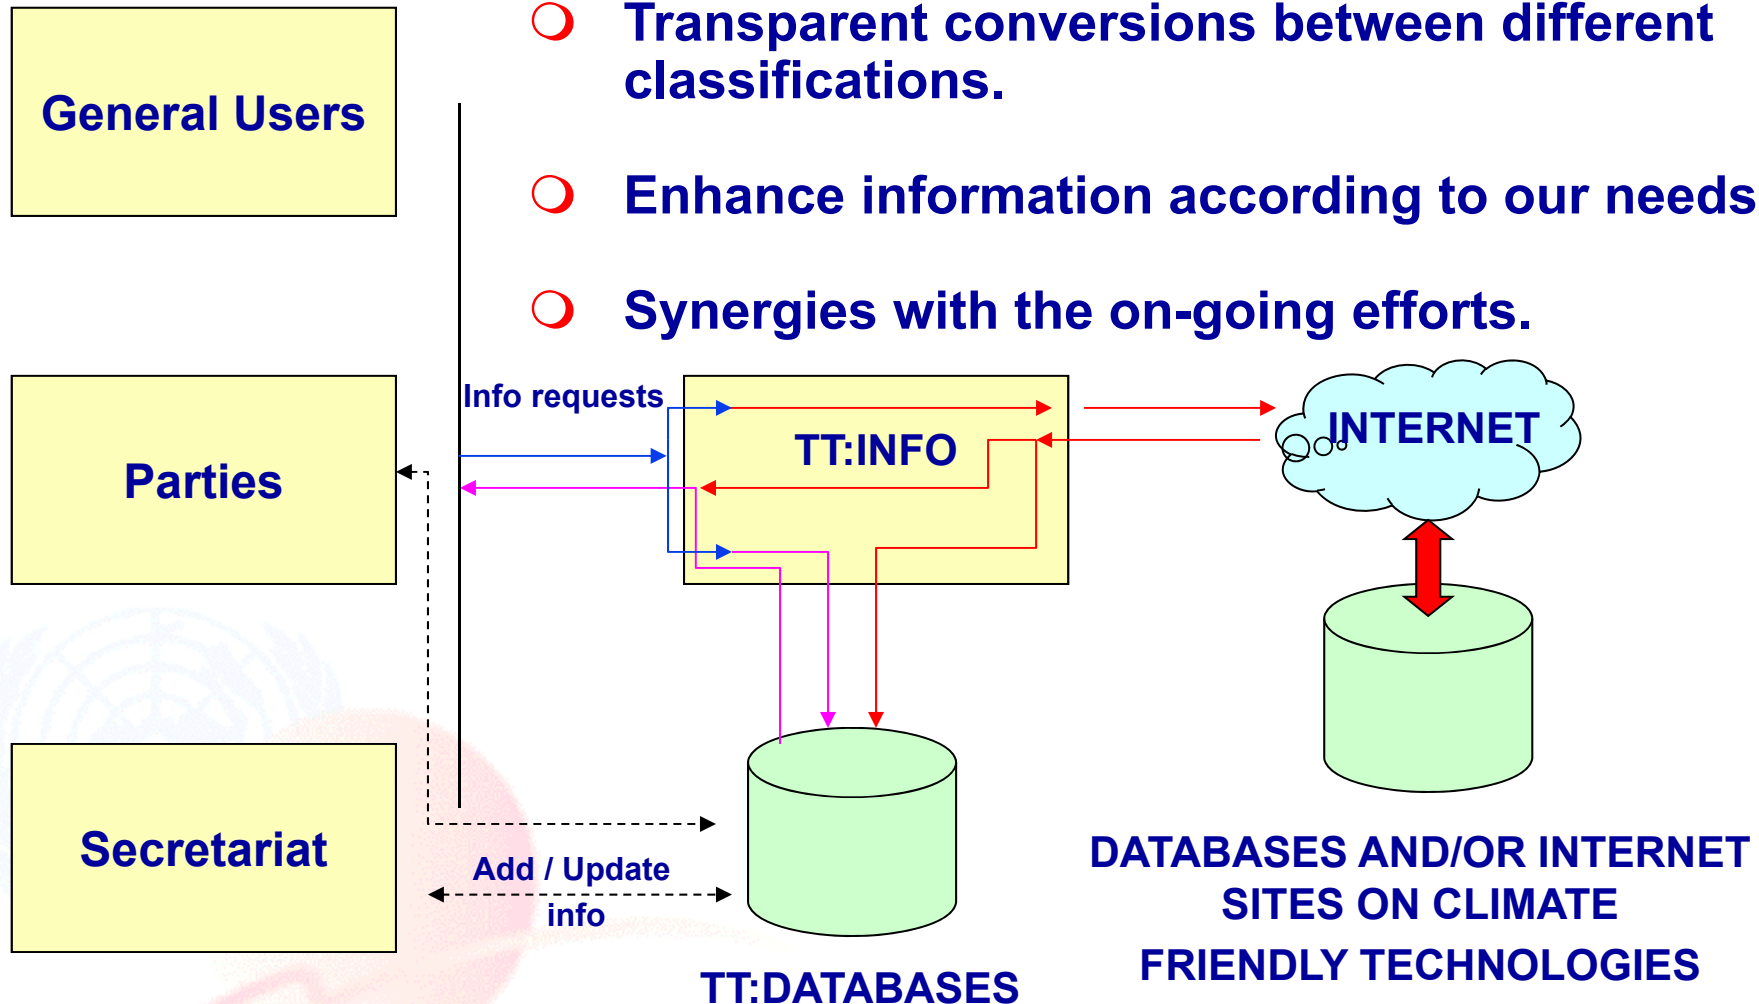 Transparent conversions between different
classifications.
General Users
Enhance information according to our needs
Synergies with the on-going efforts.
Info requests
TT:INFO
INTERNET
Parties
Secretariat
Add / Update
info
TT:DATABASES
DATABASES AND/OR INTERNET
SITES ON CLIMATE
FRIENDLY TECHNOLOGIES